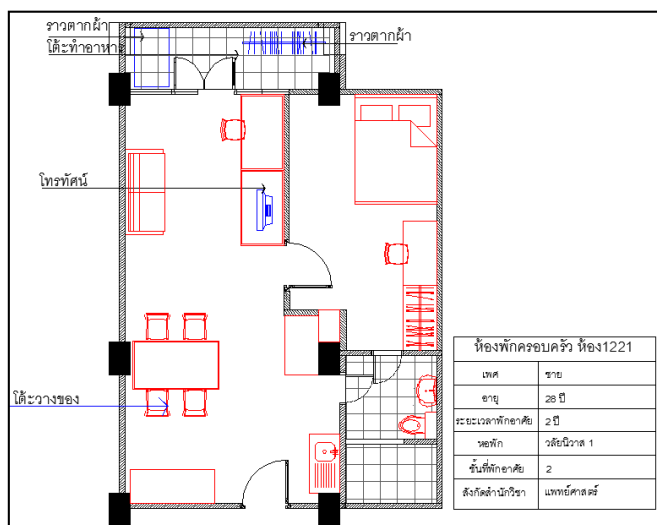 ราวตากผ้า
โต๊ะทำอาหาร
ราวตากผ้า
โทรทัศน์
โต๊ะวางของ
ห้องพักครอบครัว ห้อง1221
เพศ ชาย
อายุ 28 ปี
ระยะเวลาพักอาศัย 2 ปี
หอพัก วลัยนิวาส 1
ชั้นที่พักอาศัย 2
สังกัดสำนักวิชา แพทย์ศาสตร์